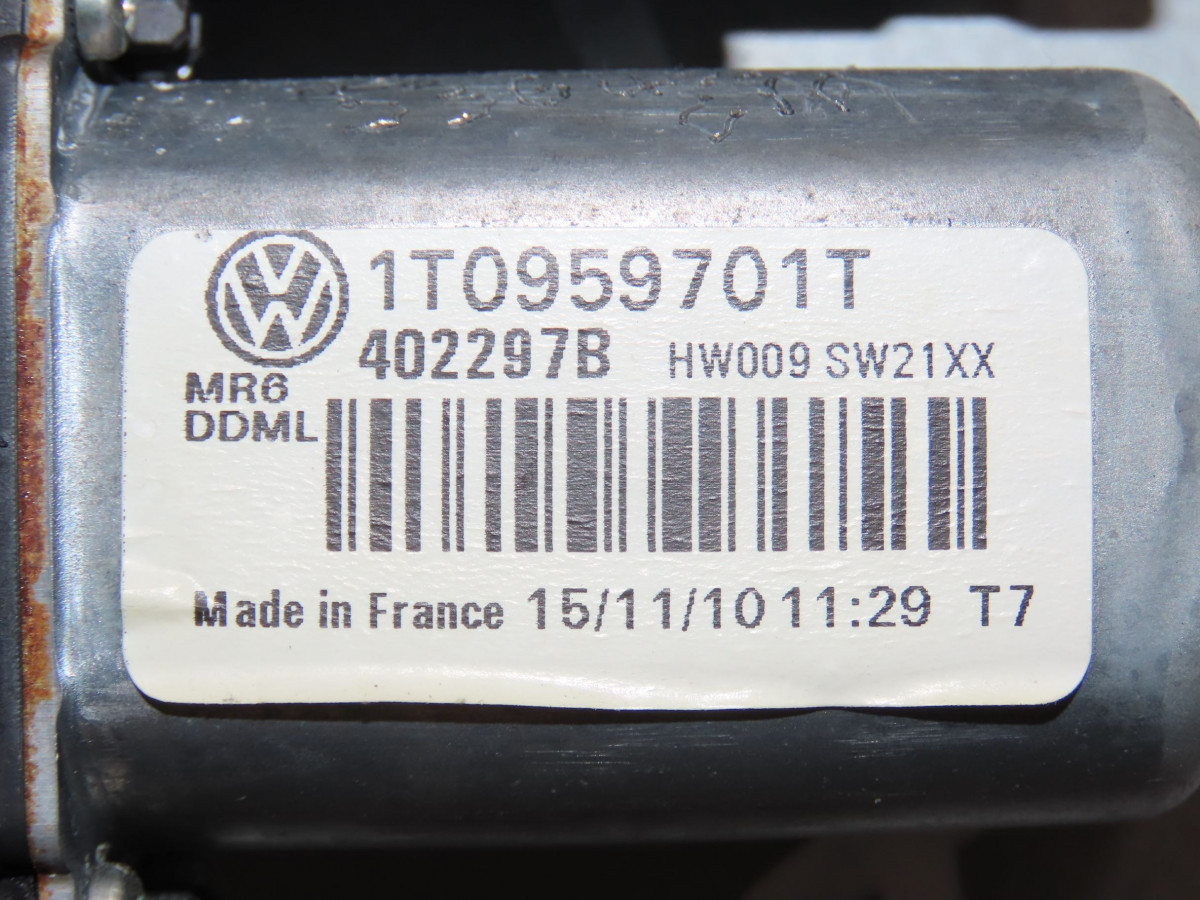 1T0959701T
402297B HW009 SW21XX
MR6
DDML
Made in France 15/11/10 11:29 T7